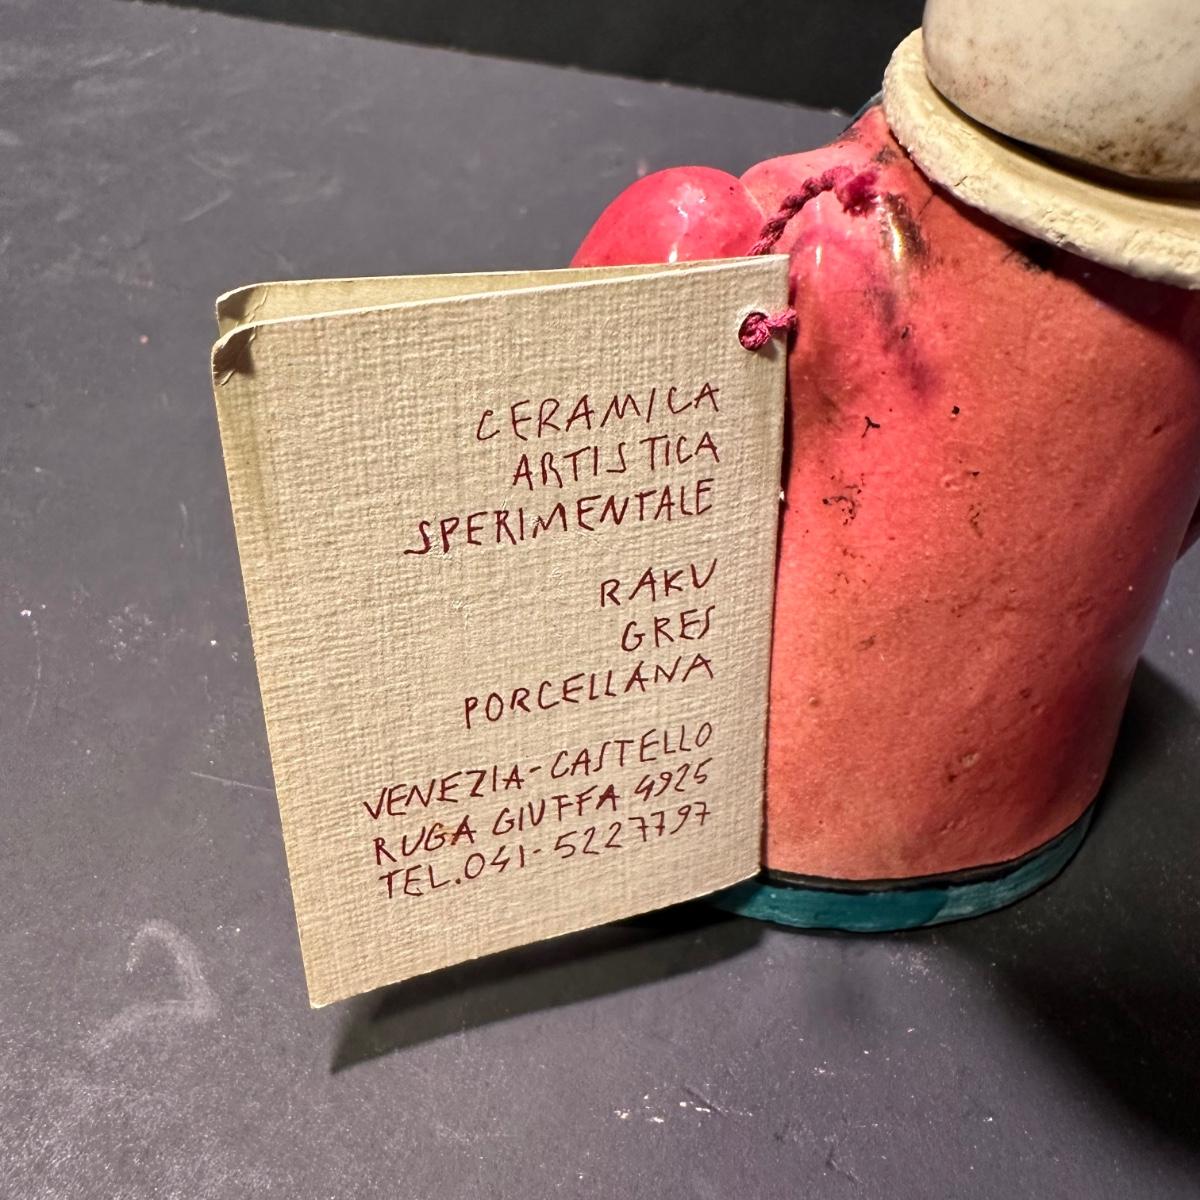 CERAMICA
ARTISTICA
SPERIMENTALE
RAKU
GRES
PORCELLANA
VENEZIA-CASTELLO
RUGA GIUFFA 4925
TEL.041-5227797